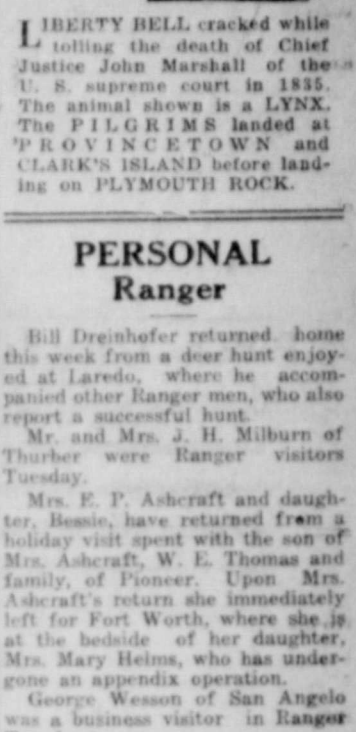 LIBERTY BELL cracked while
tolling the death of Chief
Justice John Marshall of the
U. S. supreme court in 1835.
The animal shown is a LYNX.
The PILGRIMS landed at
PROVINCETOWN and
CLARK'S ISLAND before land-
ing on PLYMOUTH ROCK.
PERSONAL
Ranger
Bill Dreinhofer returned home
this week from a deer hunt enjoy-
ed at Laredo, where he accom-
panied other Ranger men, who also
report a successful hunt.
Mr. and Mrs. J. H. Milburn of
Thurber were Ranger visitors
Tuesday.
Mrs. E. P. Ashcraft and daugh-
ter, Bessie, have returned from a
holiday visit spent with the son of
Mrs. Ashcraft, W. E. Thomas and
family, of Pioneer. Upon Mrs.
Ashcraft's return she immediately
left for Fort Worth, where she is
at the bedside of her daughter,
Mrs. Mary Helms, who has under-
gone an appendix operation.
George Wesson of San Angelo
was a business visitor in Ranger